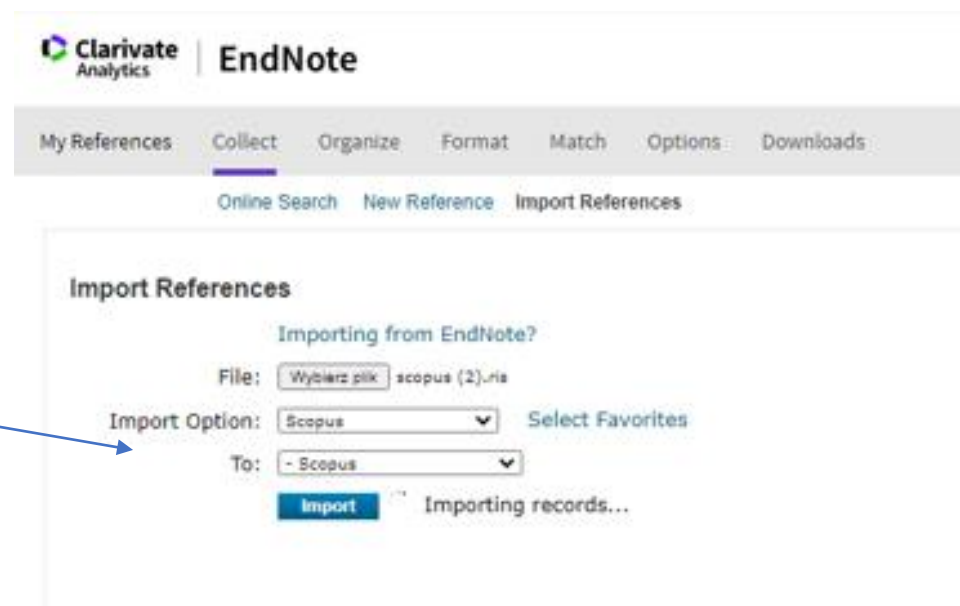 Clarivate
Analytics
EndNote
My References Collect Organize Format Match Options Downloads
Online Search New Reference Import References
Import References
Importing from EndNote?
File: Wybierz plik scopus (2).ris
Import Option: Scopus Select Favorites
To: - Scopus
Import Importing records...